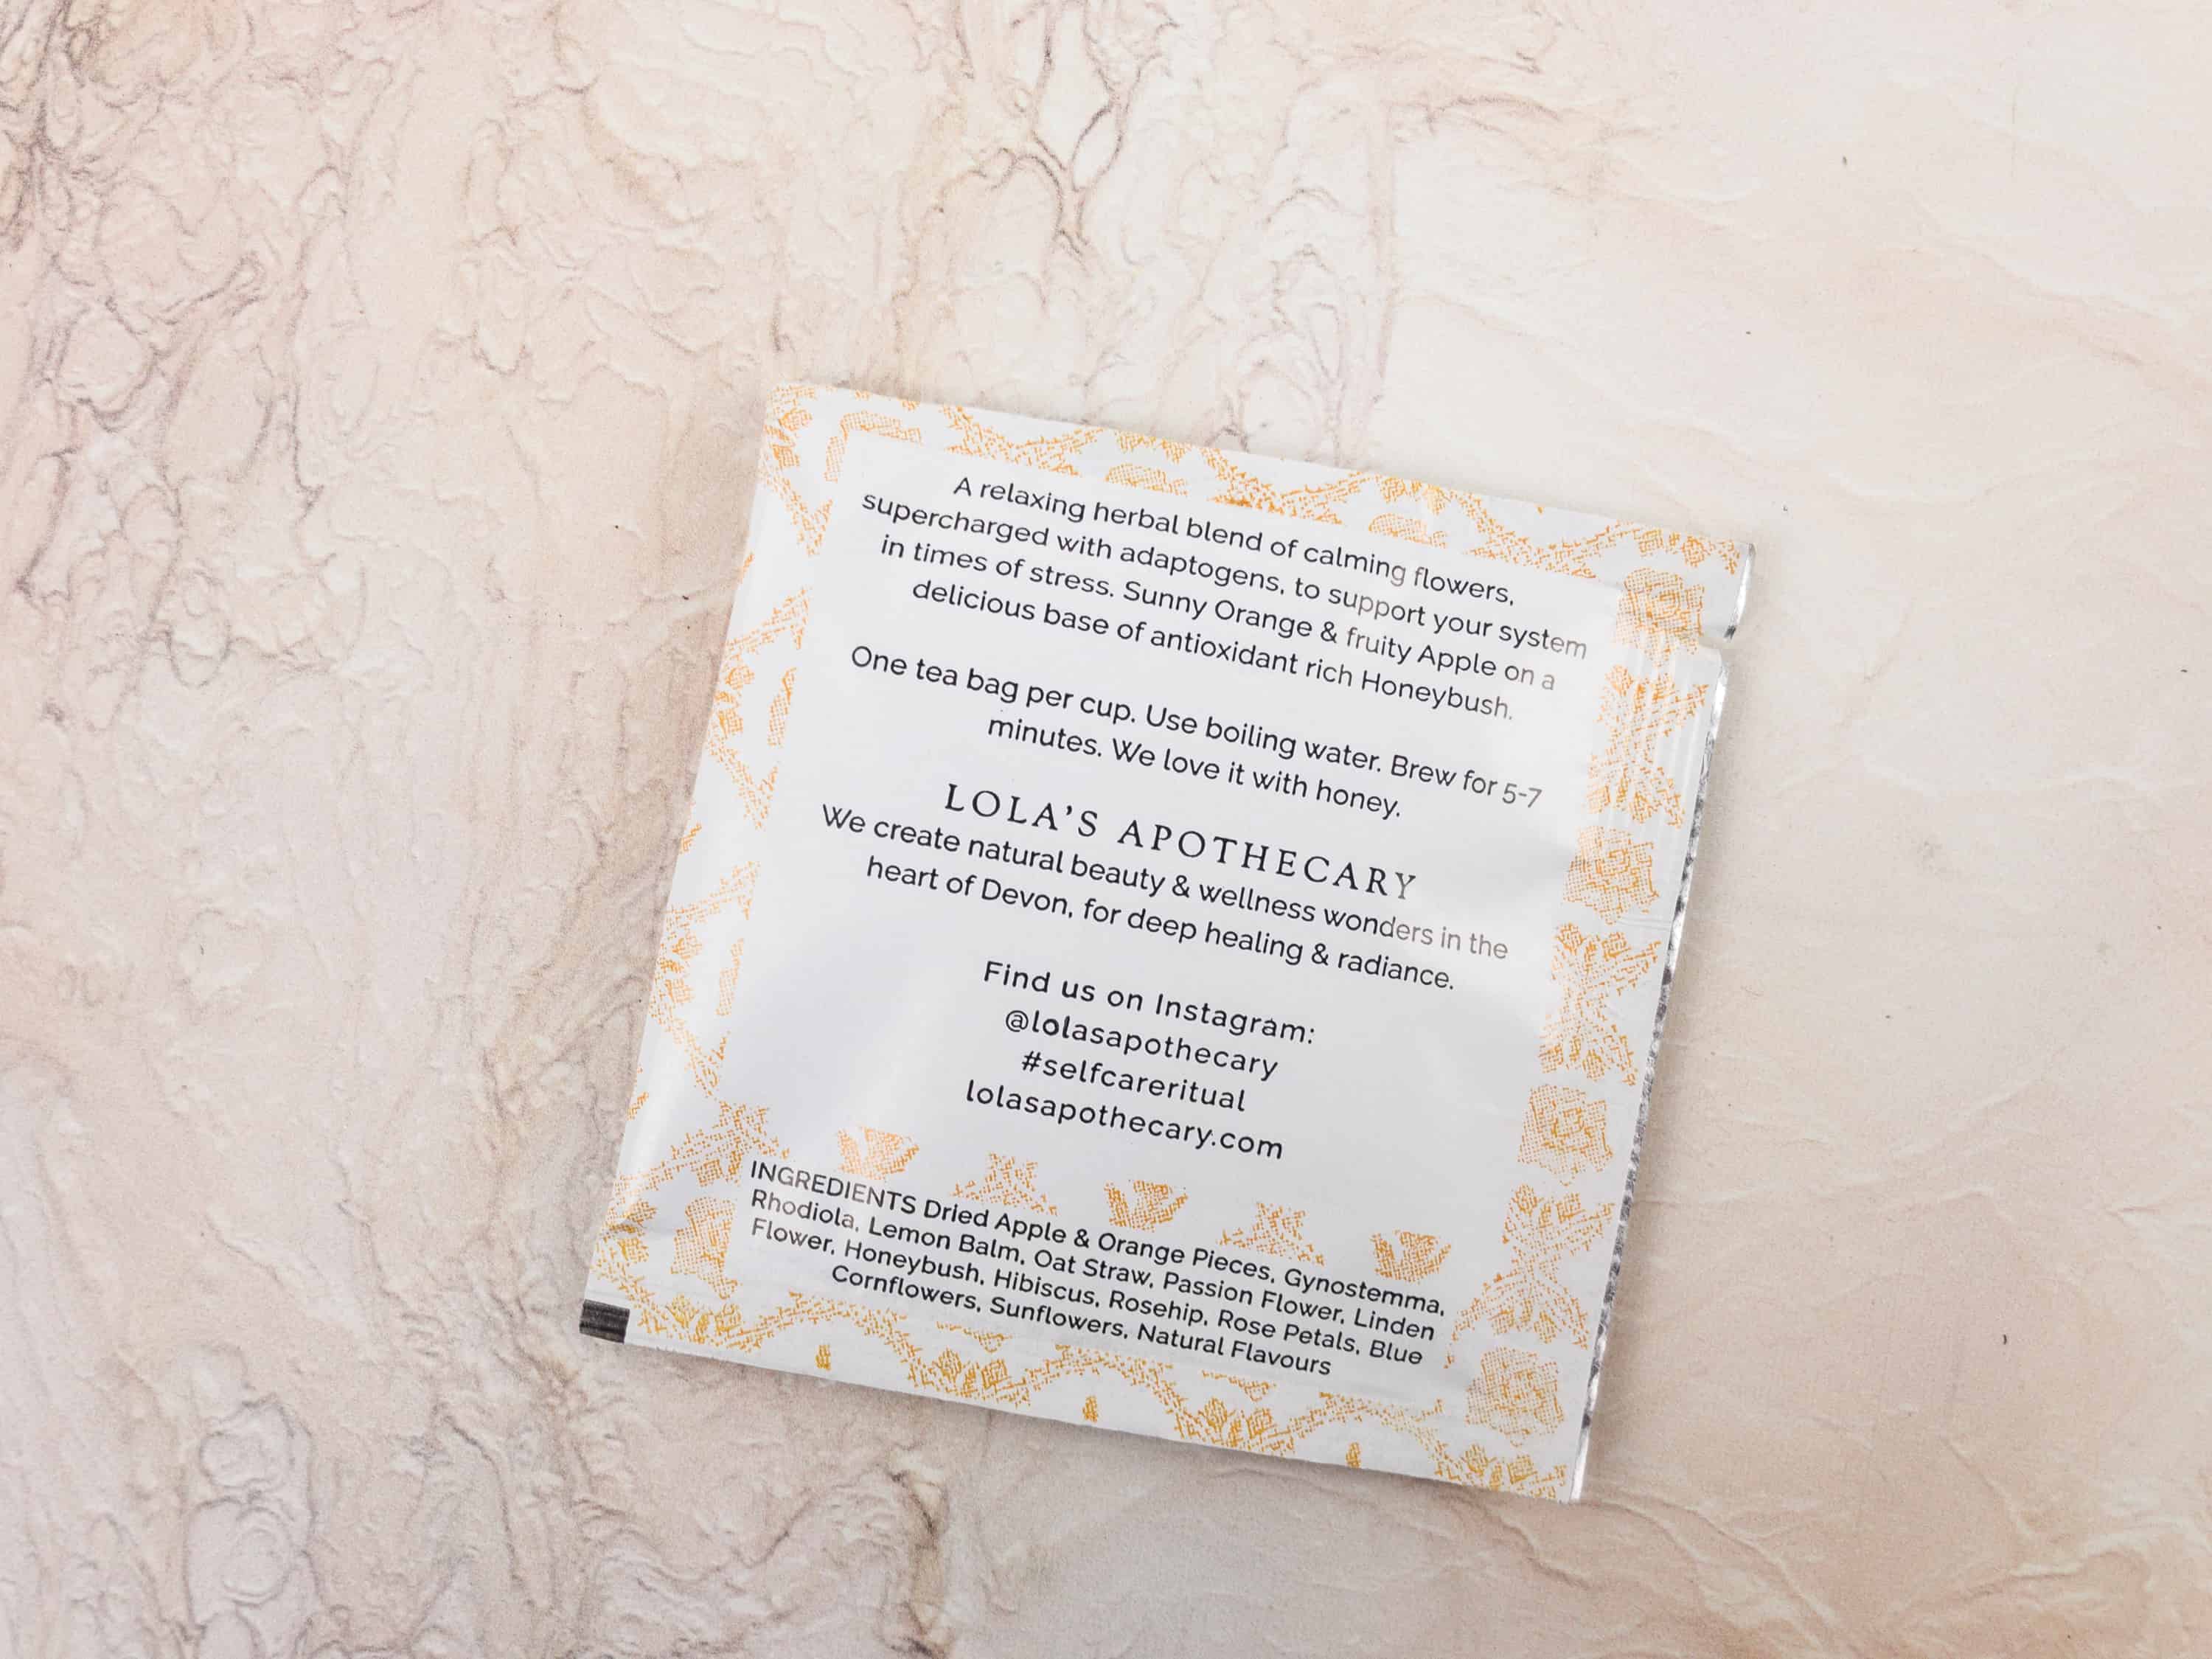 A relaxing herbal blend of calming flowers,
supercharged with adaptogens, to support your system
in times of stress. Sunny Orange & fruity Apple on a
delicious base of antioxidant rich Honeybush.
One tea bag per cup. Use boiling water. Brew for 5-7
minutes. We love it with honey.
LOLA'S APOTHECARY
We create natural beauty & wellness wonders in the
heart of Devon, for deep healing & radiance.
Find us on Instagram:
@lolasapothecary
#selfcareritual
lolasapothecary.com
INGREDIENTS Dried Apple & Orange Pieces, Gynostemma,
Rhodiola, Lemon Balm, Oat Straw, Passion Flower, Linden
Flower, Honeybush, Hibiscus, Rosehip, Rose Petals, Blue
Cornflowers, Sunflowers, Natural Flavours